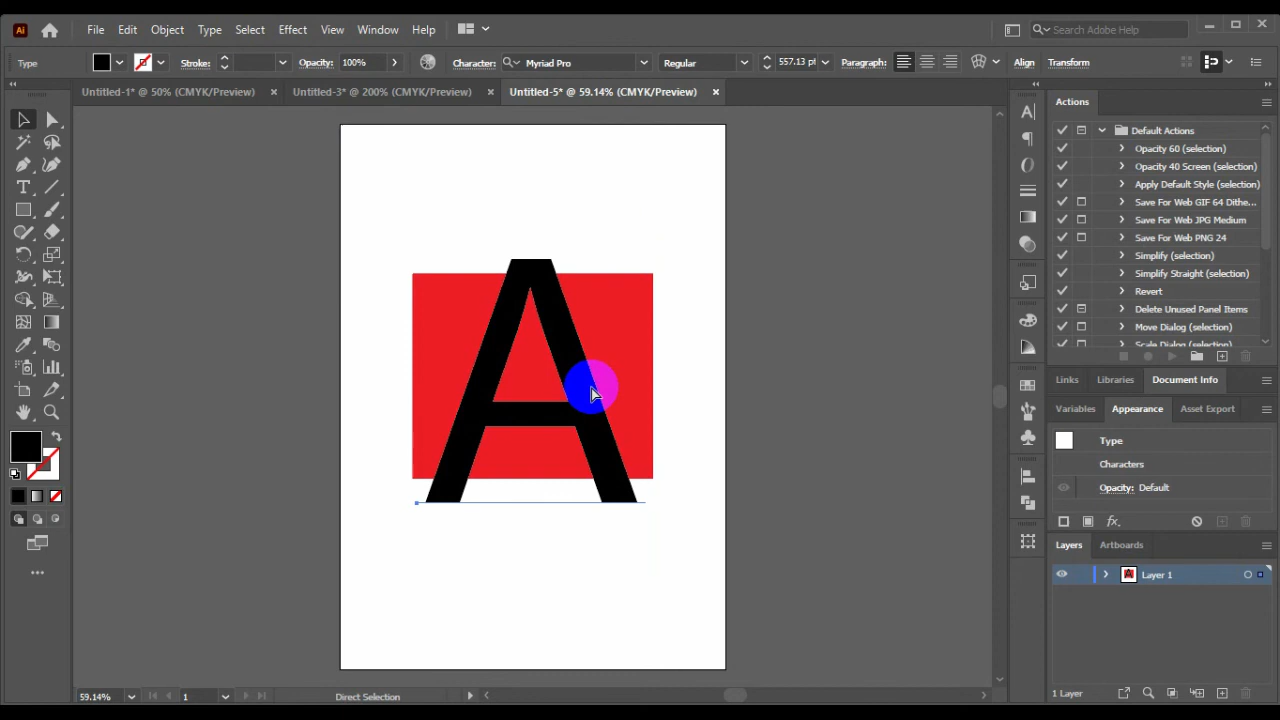 Ai File Edit Object Type Select Effect View Window Help Search Adobe Help
Type Stroke: Opacity: 100% Character: Myriad Pro Regular 557.13 pt Paragraph: Align Transform
Untitled-1* @ 50% (CMYK/Preview) × Untitled-3* @ 200% (CMYK/Preview) × Untitled-5* @ 59.14% (CMYK/Preview) ×
Actions
Default Actions
Opacity 60 (selection)
Opacity 40 Screen (selection)
Apply Default Style (selection)
Save For Web GIF 64 Dithe...
Save For Web JPG Medium
Save For Web PNG 24
Simplify (selection)
Simplify Straight (selection)
Revert
Delete Unused Panel Items
Move Dialog (selection)
Scale Dialog (selection)
A
Links Libraries Document Info
Variables Appearance Asset Export
Type
Characters
Opacity: Default
fx
Layers Artboards
Layer 1
1 Layer
59.14% 1 Direct Selection